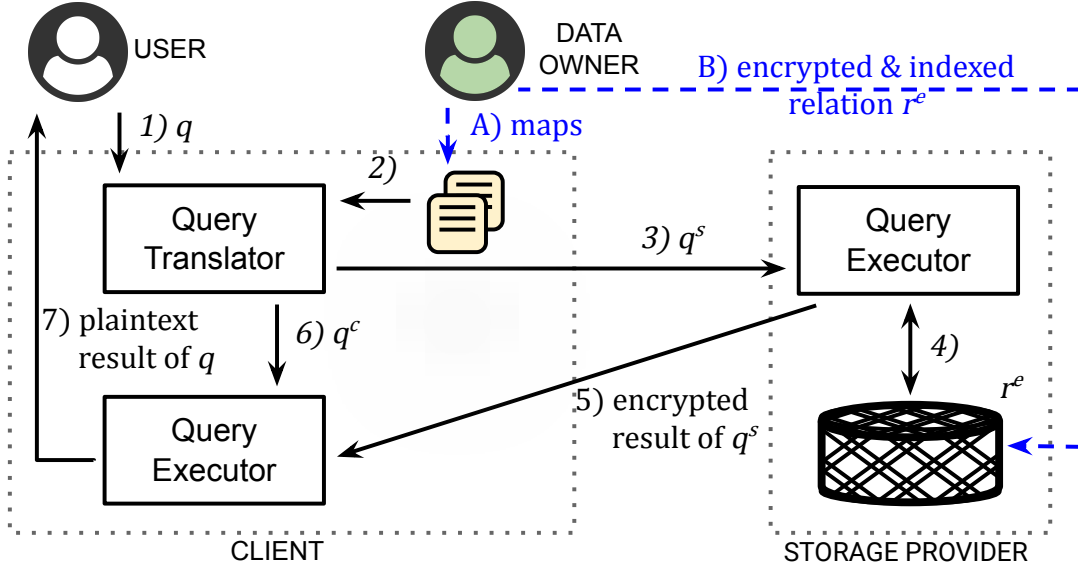 USER
DATA
OWNER
B) encrypted & indexed
relation r^e
1) q
A) maps
2)
Query
Translator
3) q^s
Query
Executor
7) plaintext
result of q
6) q^c
4)
r^e
5) encrypted
result of q^s
Query
Executor
CLIENT
STORAGE PROVIDER